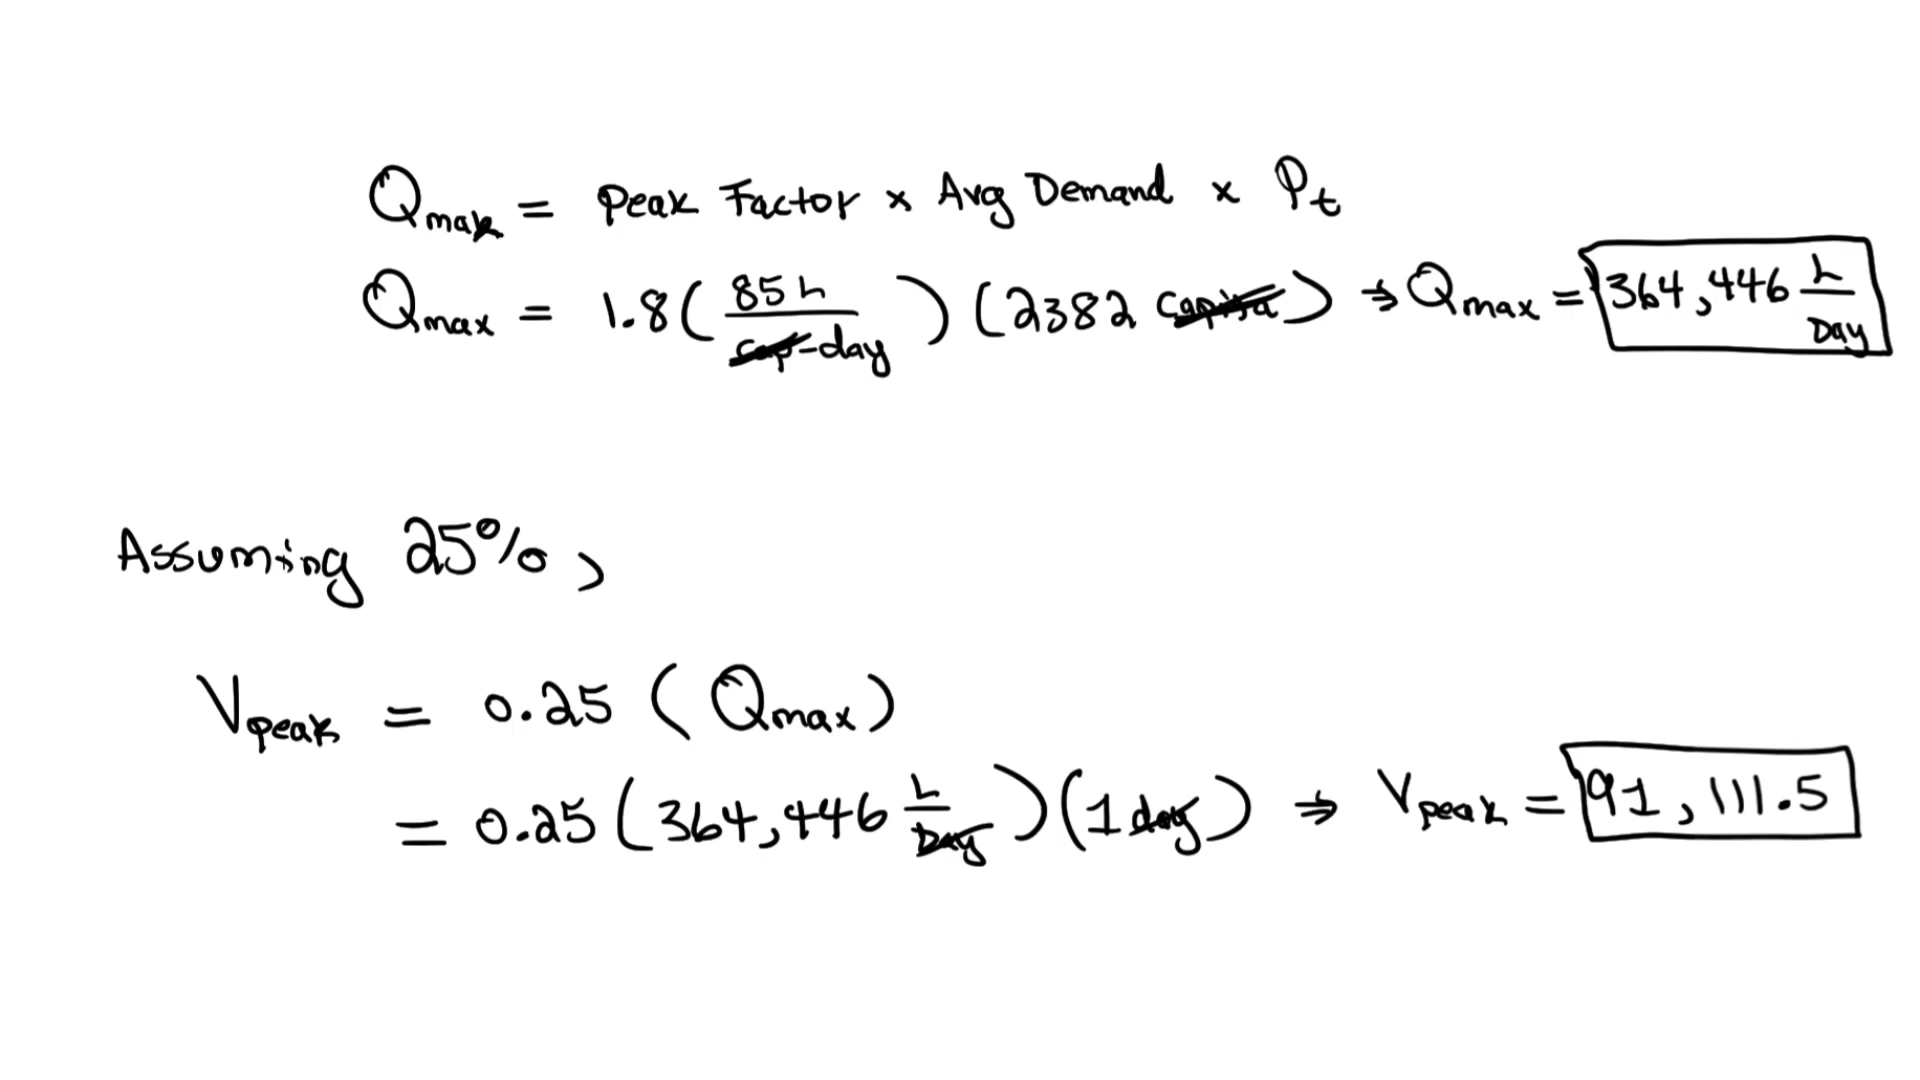 Qmax = Peak Factor x Avg Demand x Pt
Qmax = 1.8 ( 85 L / cap-day ) ( 2382 capita ) ⇒ Qmax = 364,446 L / Day
Assuming 25%,
Vpeak = 0.25 ( Qmax )
= 0.25 ( 364,446 L / Day ) ( 1 day ) ⇒ Vpeak = 91,111.5